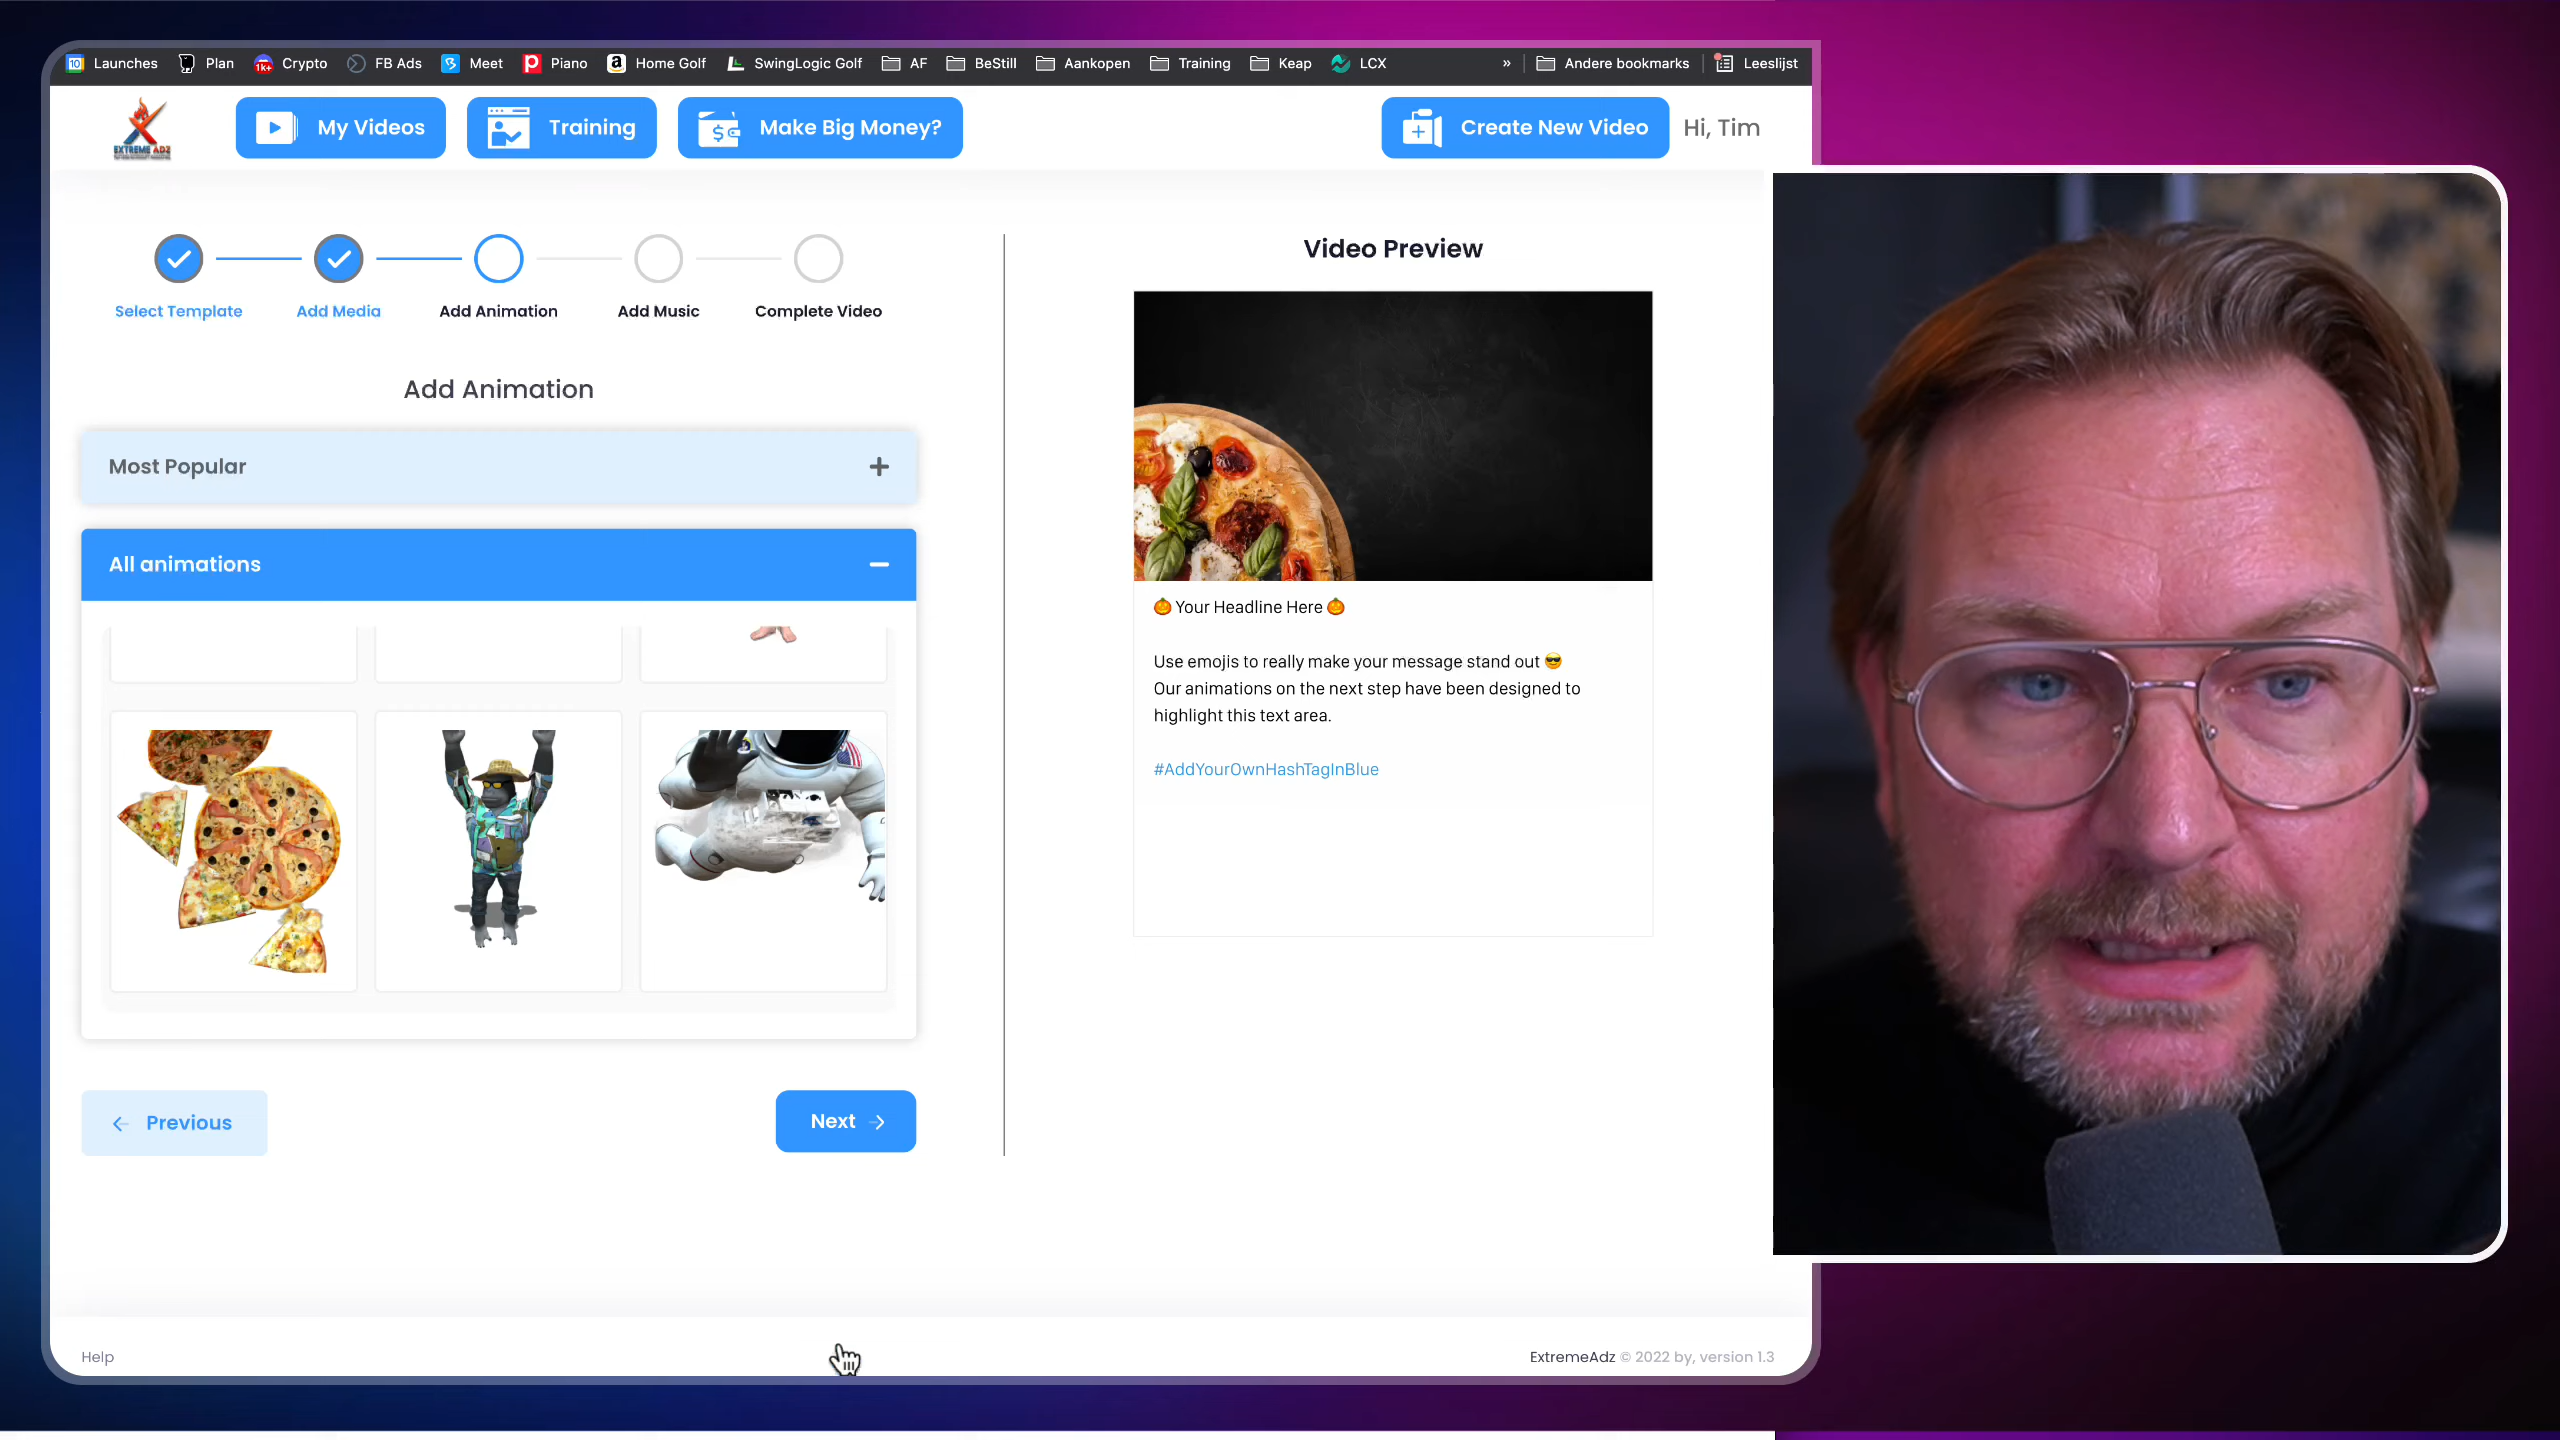 Launches Plan Crypto FB Ads Meet Piano Home Golf SwingLogic Golf AF BeStill Aankopen Training Keap LCX » Andere bookmarks Leeslijst
EXTREME ADZ My Videos Training Make Big Money? Create New Video Hi, Tim
Select Template Add Media Add Animation Add Music Complete Video
Add Animation
Most Popular
All animations
Previous
Next
Video Preview
🎃 Your Headline Here 🎃
Use emojis to really make your message stand out 😎
Our animations on the next step have been designed to
highlight this text area.
#AddYourOwnHashTagInBlue
Help
ExtremeAdz © 2022 by, version 1.3